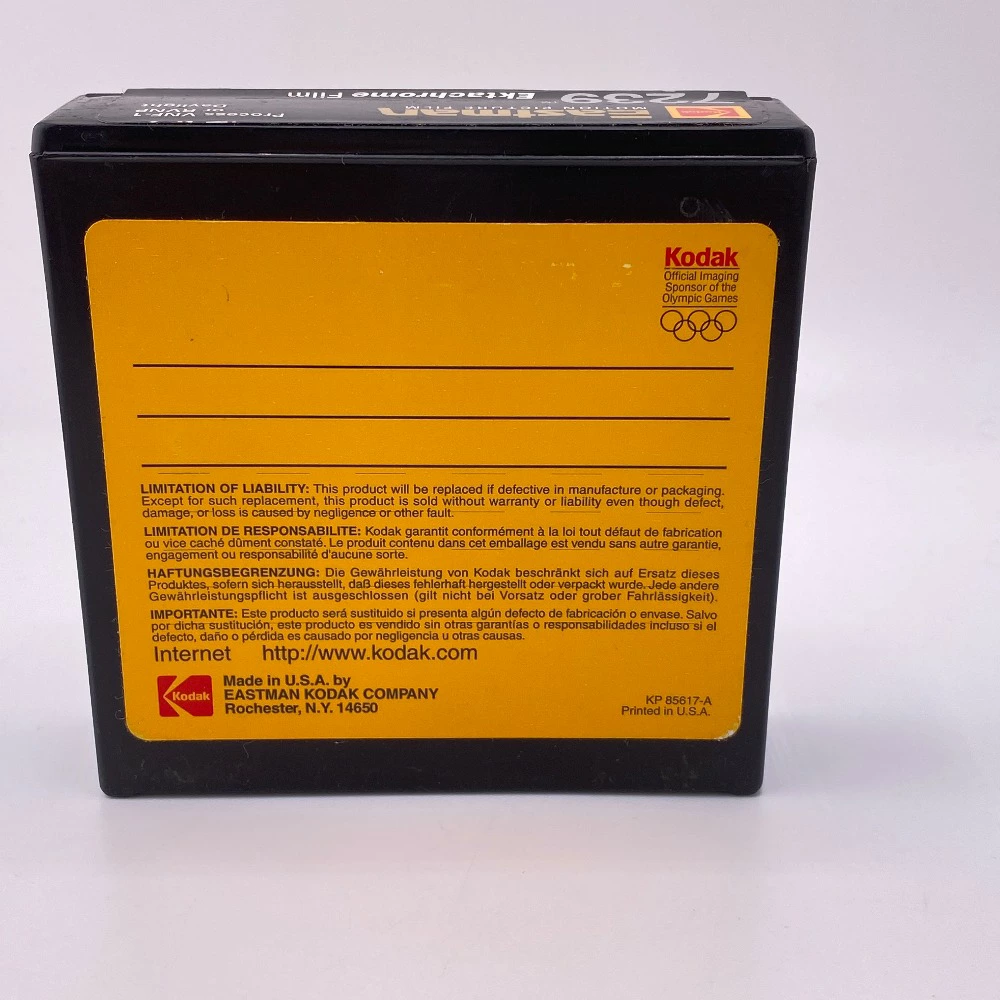 Eastman
MOTION PICTURE FILM
7239 Ektachrome Film
Process VNF-1
or RVNP
Daylight
Kodak
Official Imaging
Sponsor of the
Olympic Games
LIMITATION OF LIABILITY: This product will be replaced if defective in manufacture or packaging.
Except for such replacement, this product is sold without warranty or liability even though defect,
damage, or loss is caused by negligence or other fault.
LIMITATION DE RESPONSABILITE: Kodak garantit conformément à la loi tout défaut de fabrication
ou vice caché dûment constaté. Le produit contenu dans cet emballage est vendu sans autre garantie,
engagement ou responsabilité d'aucune sorte.
HAFTUNGSBEGRENZUNG: Die Gewährleistung von Kodak beschränkt sich auf Ersatz dieses
Produktes, sofern sich herausstellt, daß dieses fehlerhaft hergestellt oder verpackt wurde. Jede andere
Gewährleistungspflicht ist ausgeschlossen (gilt nicht bei Vorsatz oder grober Fahrlässigkeit).
IMPORTANTE: Este producto será sustituido si presenta algún defecto de fabricación o envase. Salvo
por dicha sustitución, este producto es vendido sin otras garantías o responsabilidades incluso si el
defecto, daño o pérdida es causado por negligencia u otras causas.
Internet http://www.kodak.com
Kodak
Made in U.S.A. by
EASTMAN KODAK COMPANY
Rochester, N.Y. 14650
KP 85617-A
Printed in U.S.A.